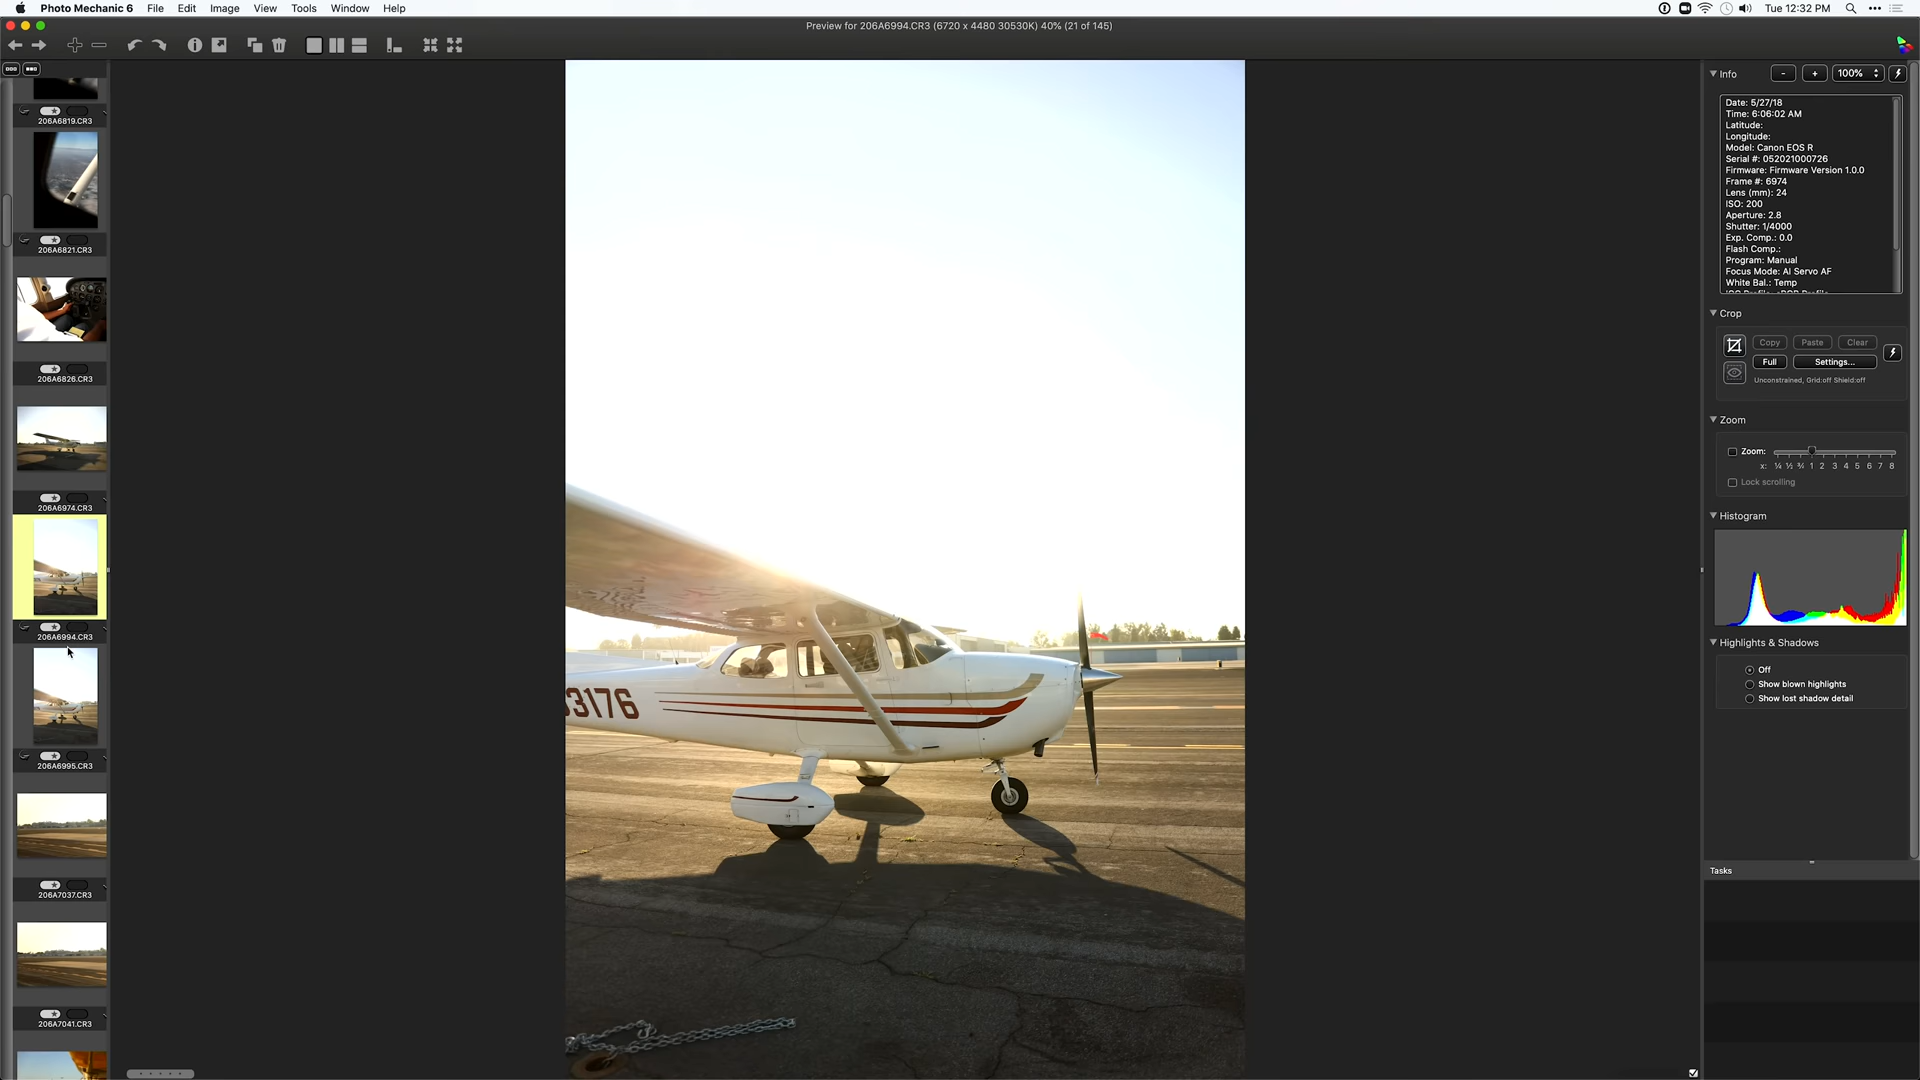 Photo Mechanic 6 File Edit Image View Tools Window Help
Tue 12:32 PM
Preview for 206A6994.CR3 (6720 x 4480 30530K) 40% (21 of 145)
206A6819.CR3
206A6821.CR3
206A6826.CR3
206A6974.CR3
206A6994.CR3
206A6995.CR3
206A7037.CR3
206A7041.CR3
3176
Info
-
+
100%
Date: 5/27/18
Time: 6:06:02 AM
Latitude:
Longitude:
Model: Canon EOS R
Serial #: 052021000726
Firmware: Firmware Version 1.0.0
Frame #: 6974
Lens (mm): 24
ISO: 200
Aperture: 2.8
Shutter: 1/4000
Exp. Comp.: 0.0
Flash Comp.:
Program: Manual
Focus Mode: AI Servo AF
White Bal.: Temp
Crop
Copy Paste Clear
Full Settings...
Unconstrained, Grid:off Shield:off
Zoom
Zoom:
x: ¼ ½ ¾ 1 2 3 4 5 6 7 8
Lock scrolling
Histogram
Highlights & Shadows
Off
Show blown highlights
Show lost shadow detail
Tasks